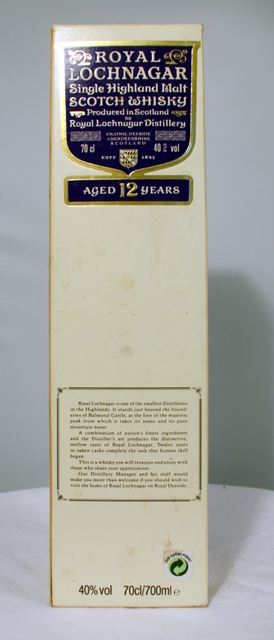 ROYAL
LOCHNAGAR
Single Highland Malt
SCOTCH WHISKY
Produced in Scotland
by
Royal Lochnagar Distillery
CRATHIE, DEESIDE
ABERDEENSHIRE
SCOTLAND
70 cl 40% vol
ESTD 1845
AGED 12 YEARS
Royal Lochnagar is one of the smallest Distilleries
in the Highlands. It stands just beyond the bound-
aries of Balmoral Castle, at the foot of the majestic
peak from which it takes its name and its pure
mountain water.
A combination of nature's finest ingredients
and the Distiller's art produces the distinctive,
mellow taste of Royal Lochnagar. Twelve years
in oaken casks complete the task that human skill
began.
This is a whisky you will treasure and enjoy with
those who share your appreciation.
Our Distillery Manager and his staff would
make you more than welcome if you should wish to
visit the home of Royal Lochnagar on Royal Deeside.
40% vol 70cl/700ml e